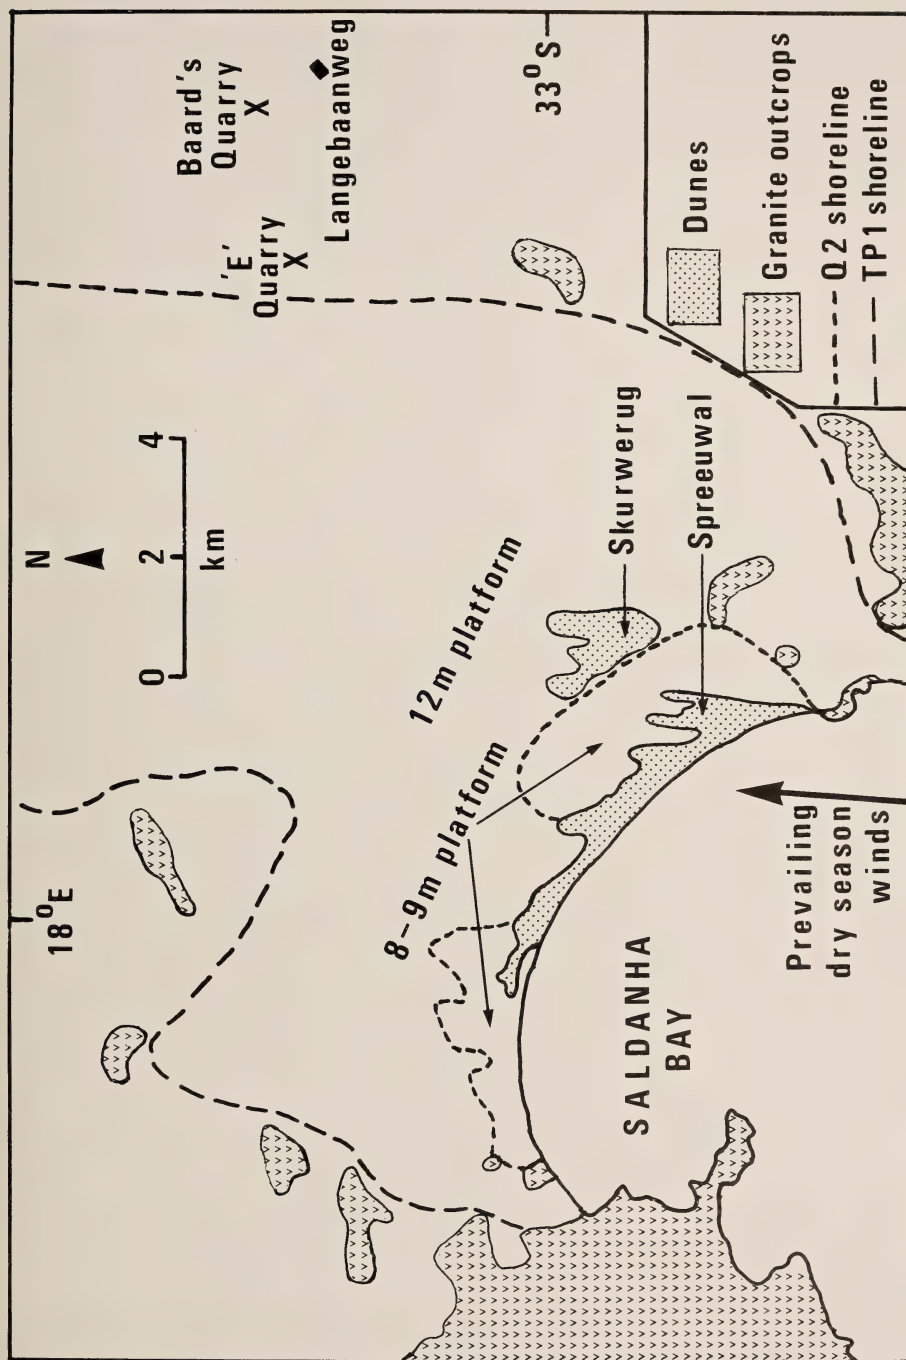 N
18°E
Baard's
Quarry
X
'E'
Quarry
X
Langebaanweg
0 2 4
km
12m platform
8–9m platform
33°S
Skurwerug
Spreeuwal
SALDANHA
BAY
Prevailing
dry season
winds
Dunes
Granite outcrops
Q2 shoreline
TP1 shoreline